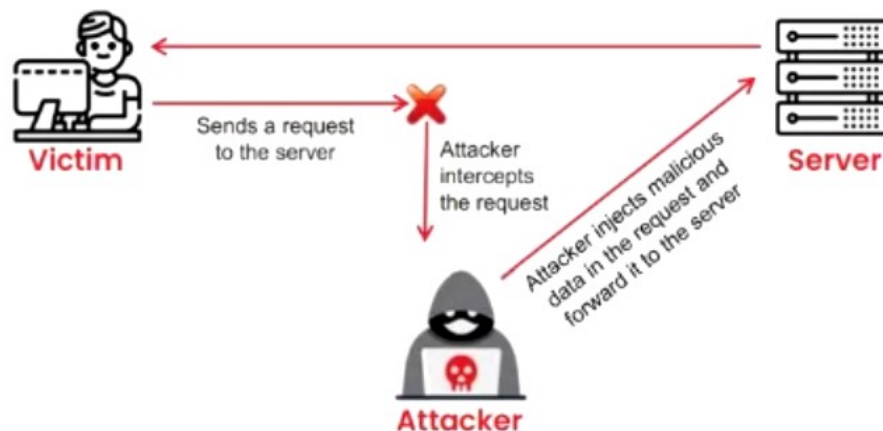 Sends a request
to the server
Victim
Attacker
intercepts
the request
Attacker injects malicious
data in the request and
forward it to the server
Server
Attacker